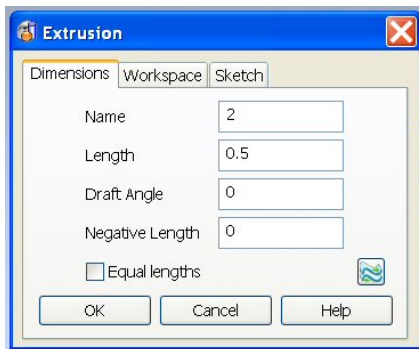 Extrusion
Dimensions Workspace Sketch
Name 2
Length 0.5
Draft Angle 0
Negative Length 0
Equal lengths
OK Cancel Help